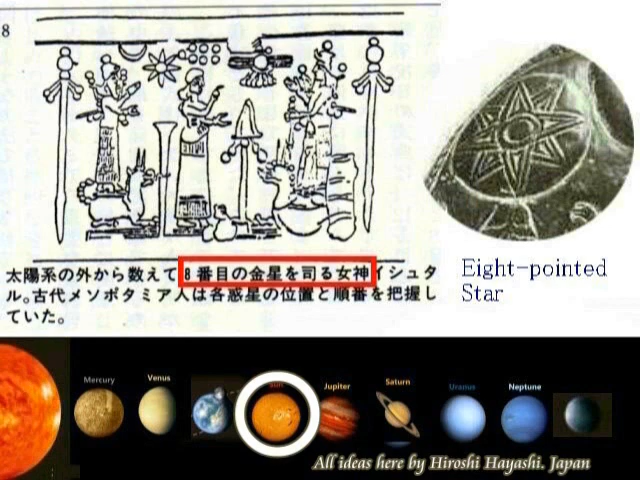 8
太陽系の外から数えて8番目の金星を司る女神イシュタ
ル。古代メソポタミア人は各惑星の位置と順番を把握し
ていた。
Eight-pointed
Star
Mercury
Venus
Sun
Jupiter
Saturn
Uranus
Neptune
All ideas here by Hiroshi Hayashi. Japan